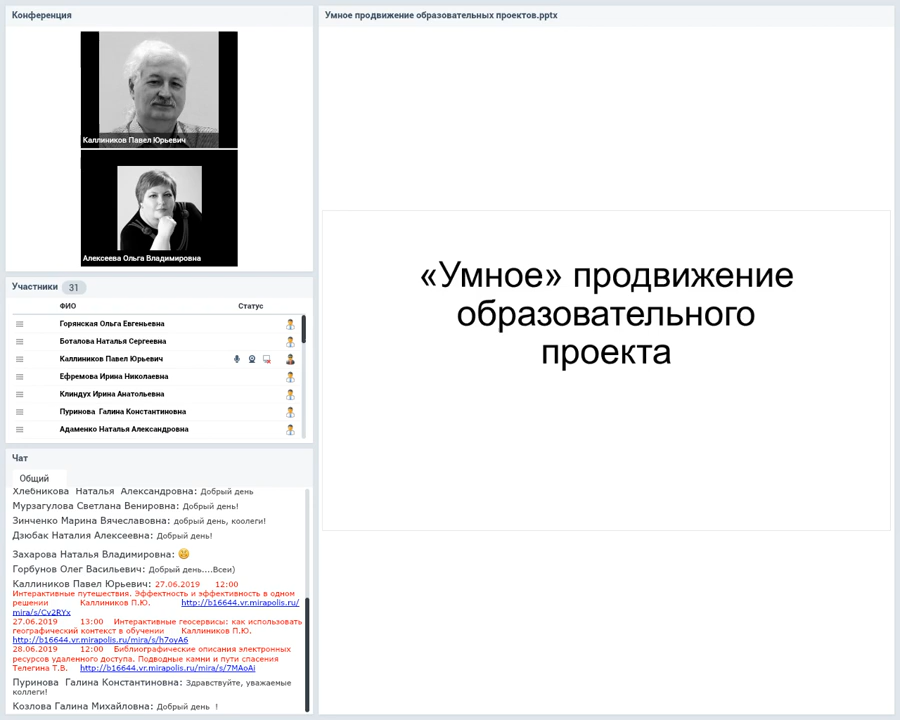 Конференция
Каллиников Павел Юрьевич
Алексеева Ольга Владимировна
Участники 31
ФИО Статус
Горянская Ольга Евгеньевна
Боталова Наталья Сергеевна
Каллиников Павел Юрьевич
Ефремова Ирина Николаевна
Клиндух Ирина Анатольевна
Пуринова Галина Константиновна
Адаменко Наталья Александровна
Чат
Общий
Хлебникова Наталья Александровна: Добрый день
Мурзагулова Светлана Венировна: Добрый день!
Зинченко Марина Вячеславовна: добрый день, коолеги!
Дзюбак Наталия Алексеевна: Добрый день!
Захарова Наталья Владимировна:
Горбунов Олег Васильевич: Добрый день....Всеи)
Каллиников Павел Юрьевич: 27.06.2019 12:00
Интерактивные путешествия. Эффектность и эффективность в одном
решении Каллиников П.Ю. http://b16644.vr.mirapolis.ru/
mira/s/Cv2RYx
27.06.2019 13:00 Интерактивные геосервисы: как использовать
географический контекст в обучении Каллиников П.Ю.
http://b16644.vr.mirapolis.ru/mira/s/h7oyA6
28.06.2019 12:00 Библиографические описания электронных
ресурсов удаленного доступа. Подводные камни и пути спасения
Телегина Т.В. http://b16644.vr.mirapolis.ru/mira/s/7MAoAi
Пуринова Галина Константиновна: Здравствуйте, уважаемые
коллеги!
Козлова Галина Михайловна: Добрый день !
Умное продвижение образовательных проектов.pptx
«Умное» продвижение
образовательного
проекта